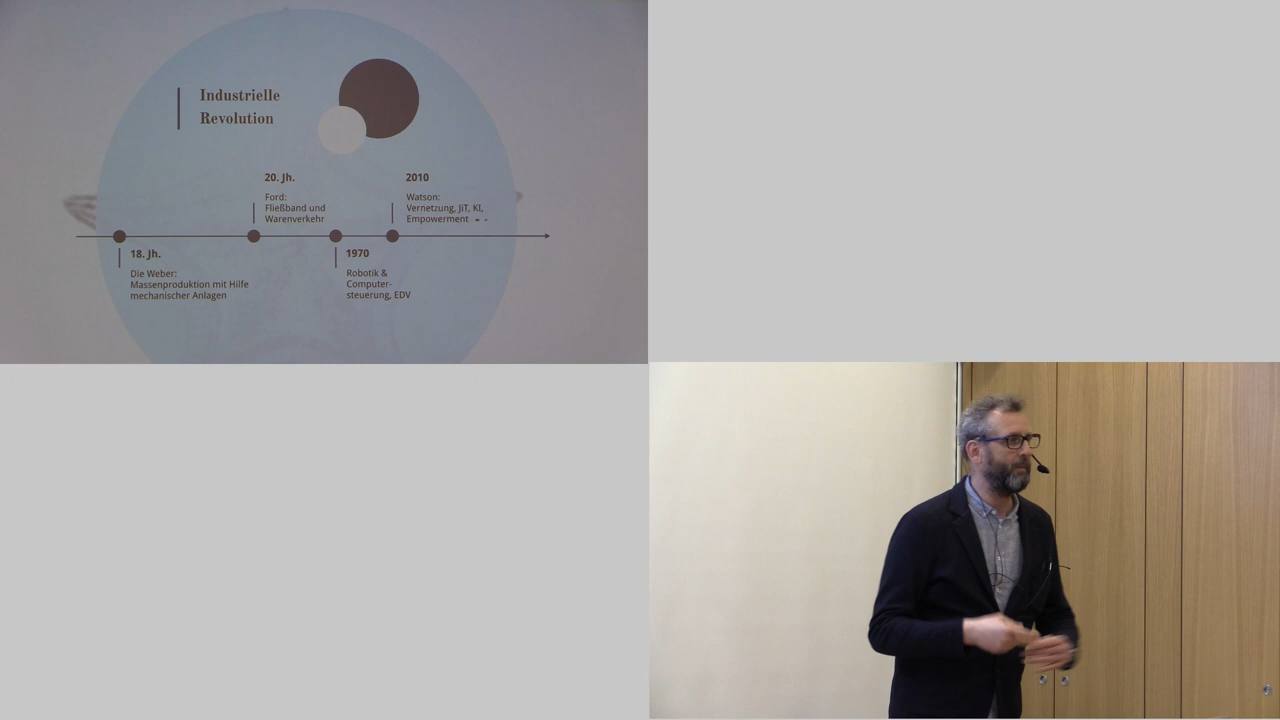 Industrielle
Revolution
20. Jh.
Ford:
Fließband und
Warenverkehr
2010
Watson:
Vernetzung, JiT, KI,
Empowerment
18. Jh.
Die Weber:
Massenproduktion mit Hilfe
mechanischer Anlagen
1970
Robotik &
Computer-
steuerung, EDV